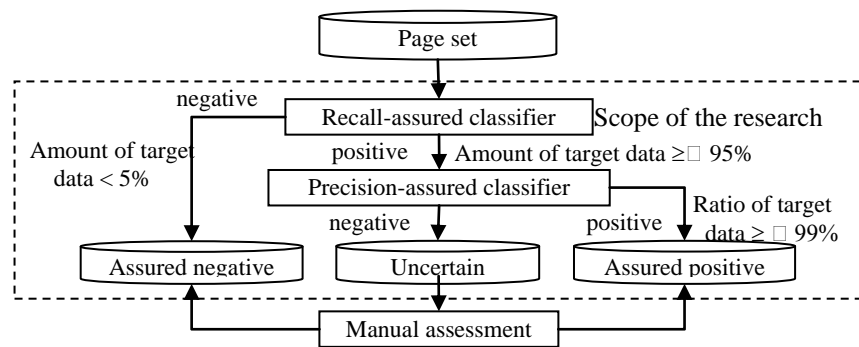 Page set
negative
Recall-assured classifier
Scope of the research
Amount of target
data < 5%
positive
Amount of target data ≥□ 95%
Precision-assured classifier
negative
positive
Ratio of target
data ≥ □ 99%
Assured negative
Uncertain
Assured positive
Manual assessment